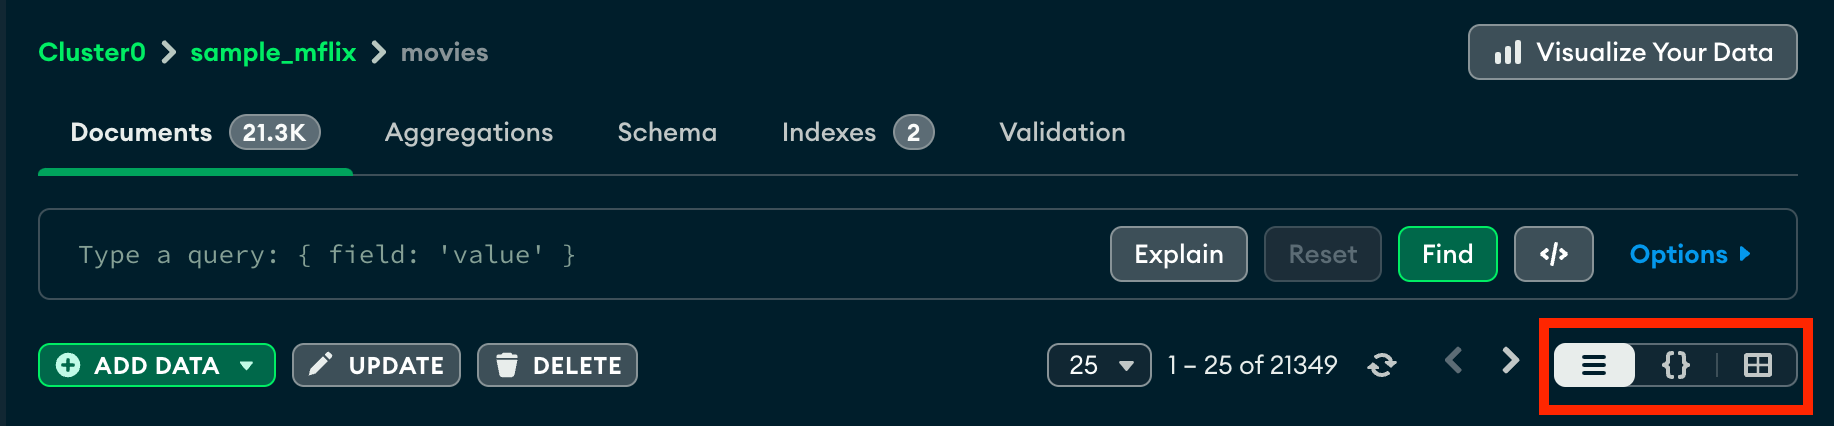 Cluster0 > sample_mflix > movies
Visualize Your Data
Documents 21.3K Aggregations Schema Indexes 2 Validation
Type a query: { field: 'value' } Explain Reset Find </> Options
ADD DATA UPDATE DELETE 25 1 – 25 of 21349 {}